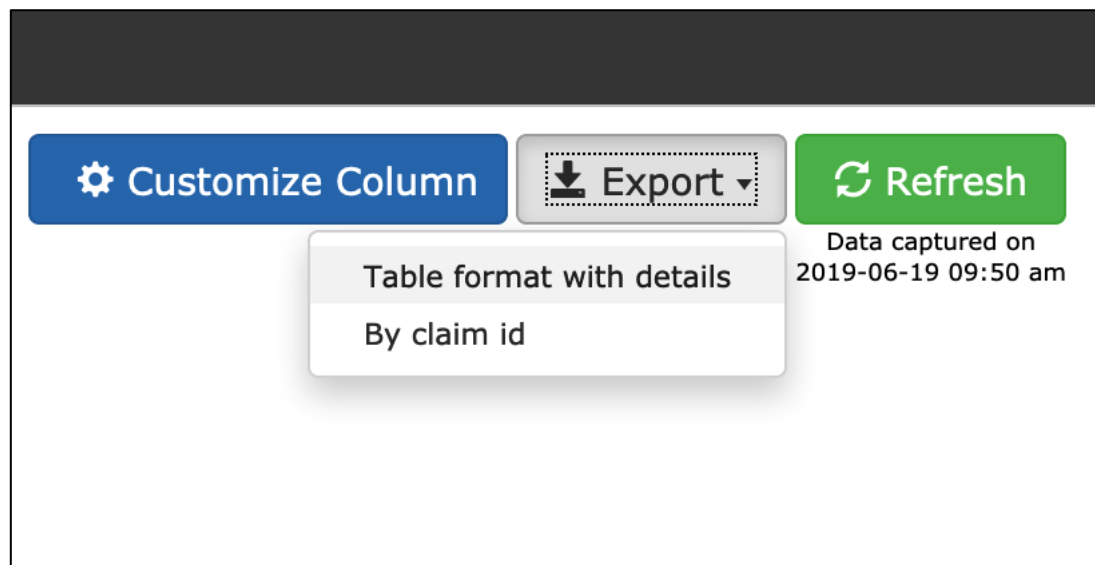 Customize Column
Export
Refresh
Data captured on
2019-06-19 09:50 am
Table format with details
By claim id